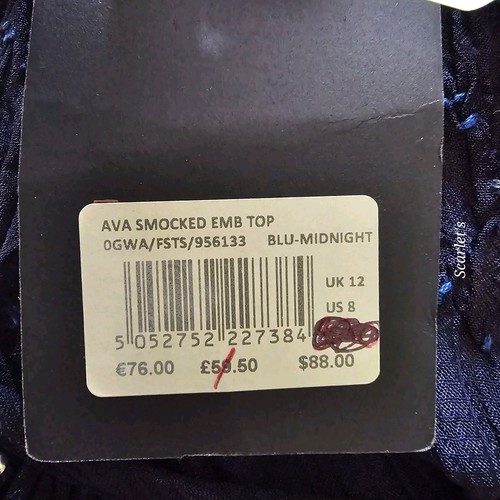 AVA SMOCKED EMB TOP
0GWA/FSTS/956133 BLU-MIDNIGHT
UK 12
US 8
5 052752 227384
€76.00 £59.50 $88.00
Scarlet's